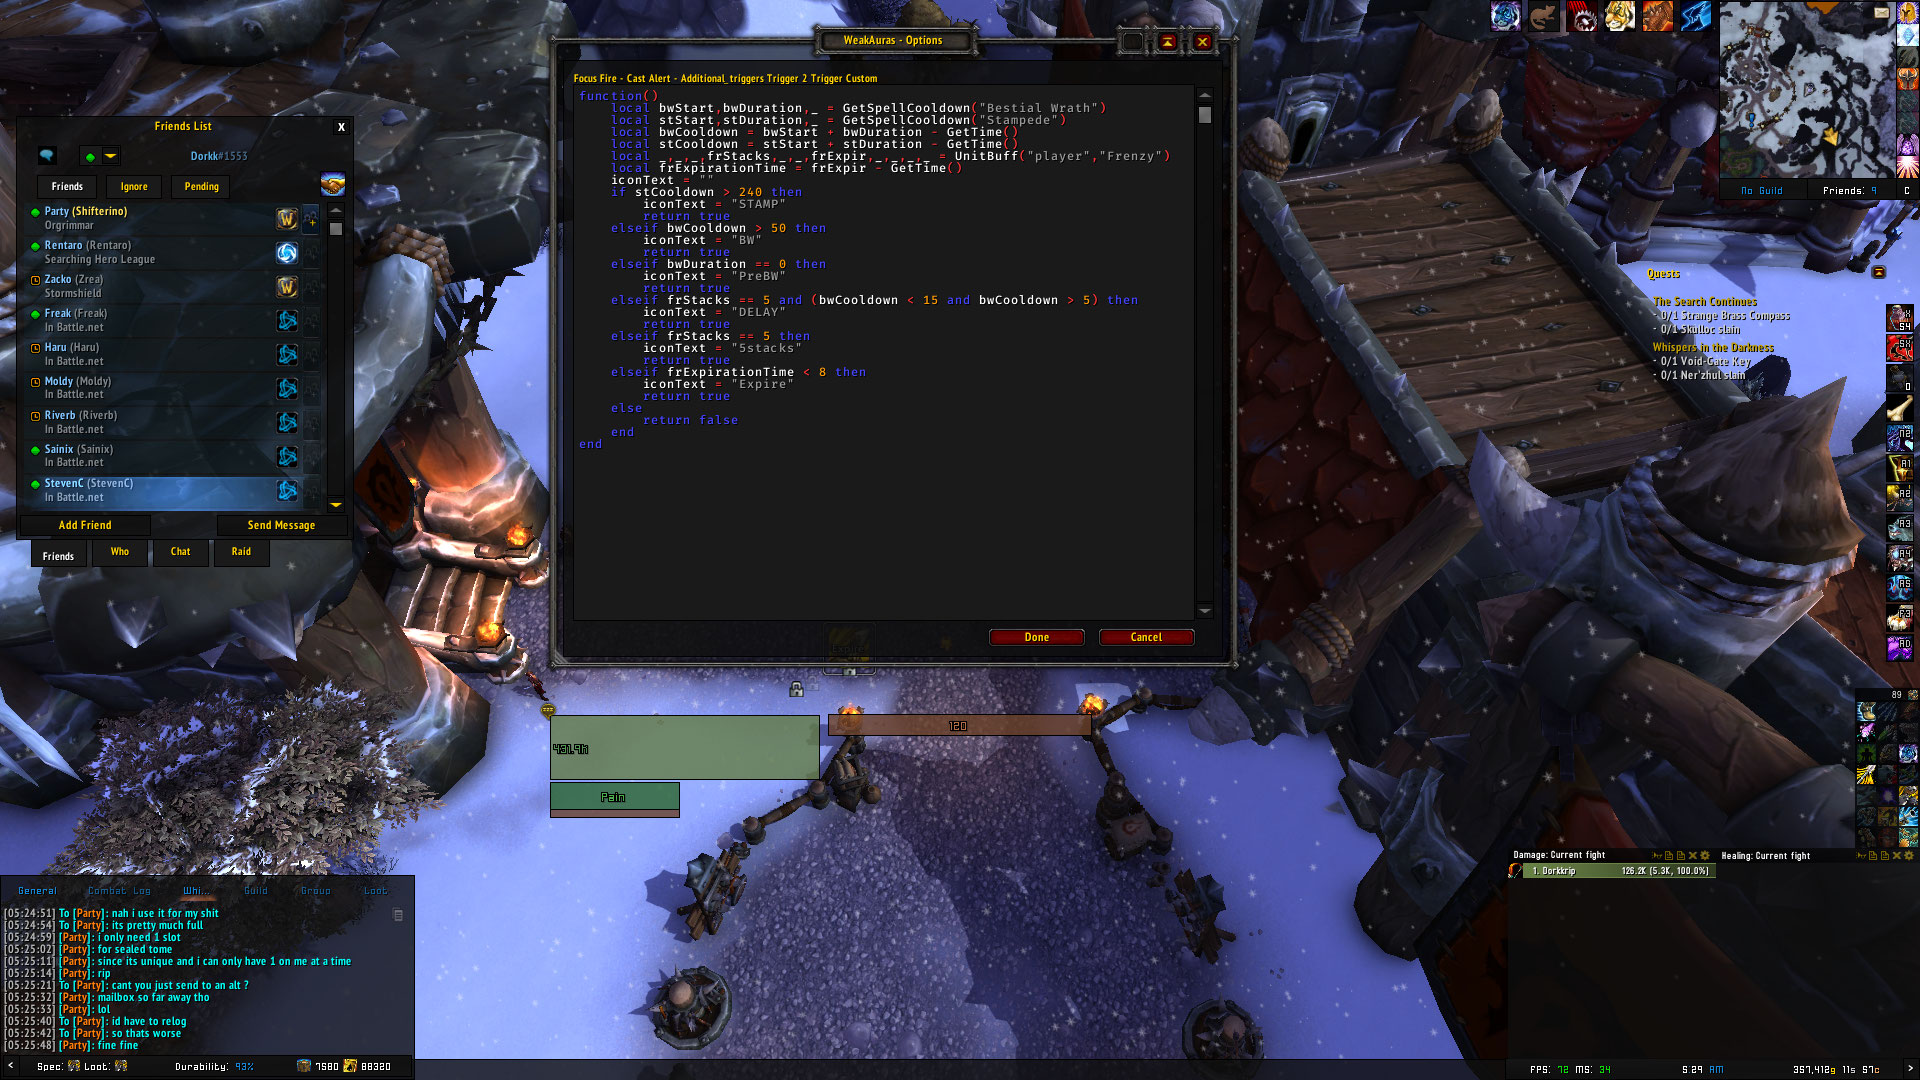 WeakAuras - Options
Focus Fire - Cast Alert - Additional_triggers Trigger 2 Trigger Custom
function()
    local bwStart,bwDuration,_ = GetSpellCooldown("Bestial Wrath")
    local stStart,stDuration,_ = GetSpellCooldown("Stampede")
    local bwCooldown = bwStart + bwDuration - GetTime()
    local stCooldown = stStart + stDuration - GetTime()
    local _,_,_,frStacks,_,_,frExpir,_,_,_,_ = UnitBuff("player","Frenzy")
    local frExpirationTime = frExpir - GetTime()
    iconText = ""
    if stCooldown > 240 then
        iconText = "STAMP"
        return true
    elseif bwCooldown > 50 then
        iconText = "BW"
        return true
    elseif bwDuration == 0 then
        iconText = "PreBW"
        return true
    elseif frStacks == 5 and (bwCooldown < 15 and bwCooldown > 5) then
        iconText = "DELAY"
        return true
    elseif frStacks == 5 then
        iconText = "5stacks"
        return true
    elseif frExpirationTime < 8 then
        iconText = "Expire"
        return true
    else
        return false
    end
end
Done
Cancel
Friends List
X
Dorkk#1553
Friends
Ignore
Pending
Party (Shifterino)
Orgrimmar
Rentaro (Rentaro)
Searching Hero League
Zacko (Zrea)
Stormshield
Freak (Freak)
In Battle.net
Haru (Haru)
In Battle.net
Moldy (Moldy)
In Battle.net
Riverb (Riverb)
In Battle.net
Sainix (Sainix)
In Battle.net
StevenC (StevenC)
In Battle.net
Add Friend
Send Message
Friends
Who
Chat
Raid
No Guild
Friends: 9
C
Quests
The Search Continues
- 0/1 Strange Brass Compass
- 0/1 Skulloc slain
Whispers in the Darkness
- 0/1 Void-Gate Key
- 0/1 Ner'zhul slain
431.9k
120
Pain
89
General
Combat Log
Whi...
Guild
Group
Loot
[05:24:51] To [Party]: nah i use it for my shit
[05:24:54] To [Party]: its pretty much full
[05:24:59] [Party]: i only need 1 slot
[05:25:02] [Party]: for sealed tome
[05:25:11] [Party]: since its unique and i can only have 1 on me at a time
[05:25:14] [Party]: rip
[05:25:21] To [Party]: cant you just send to an alt ?
[05:25:32] [Party]: mailbox so far away tho
[05:25:33] [Party]: lol
[05:25:40] To [Party]: id have to relog
[05:25:42] To [Party]: so thats worse
[05:25:48] [Party]: fine fine
Spec: Loot:
Durability: 93%
7580
88320
Damage: Current fight
Healing: Current fight
1. Dorkkrip
126.2K (5.3K, 100.0%)
FPS: 72 MS: 34
5:29 AM
357,412g 11s 57c